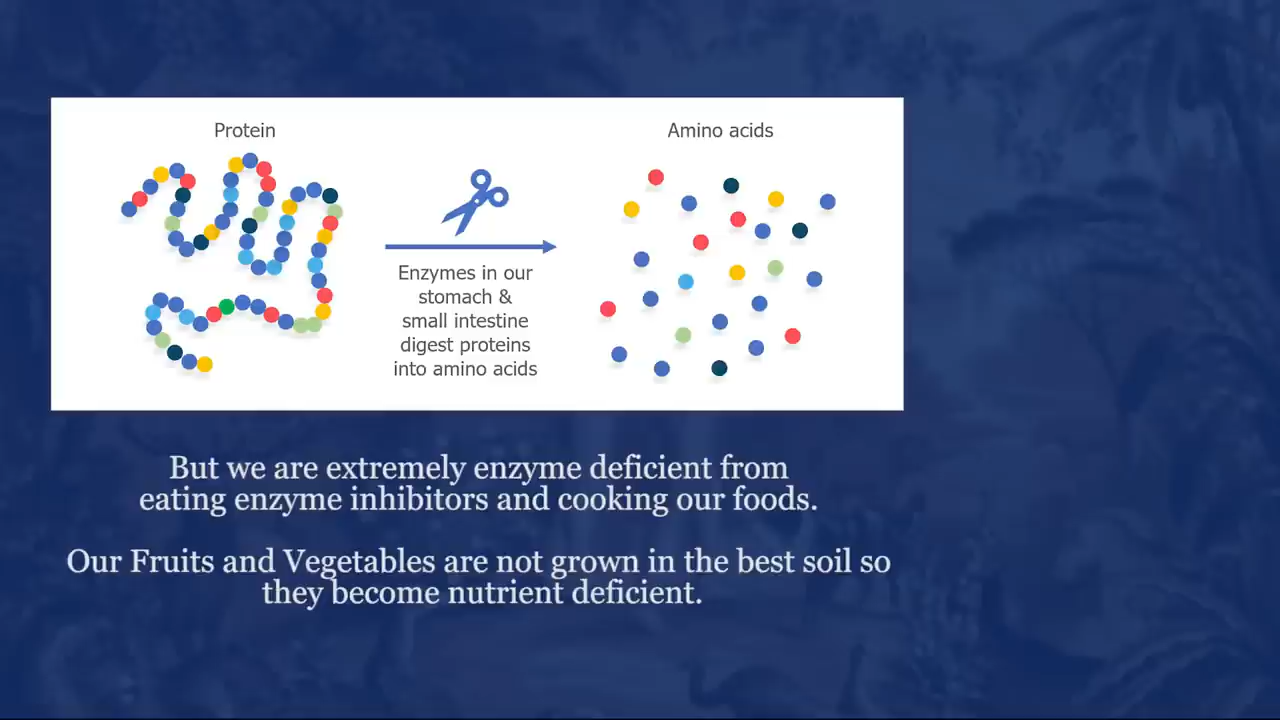 Protein
Amino acids
Enzymes in our
stomach &
small intestine
digest proteins
into amino acids
But we are extremely enzyme deficient from
eating enzyme inhibitors and cooking our foods.
Our Fruits and Vegetables are not grown in the best soil so
they become nutrient deficient.